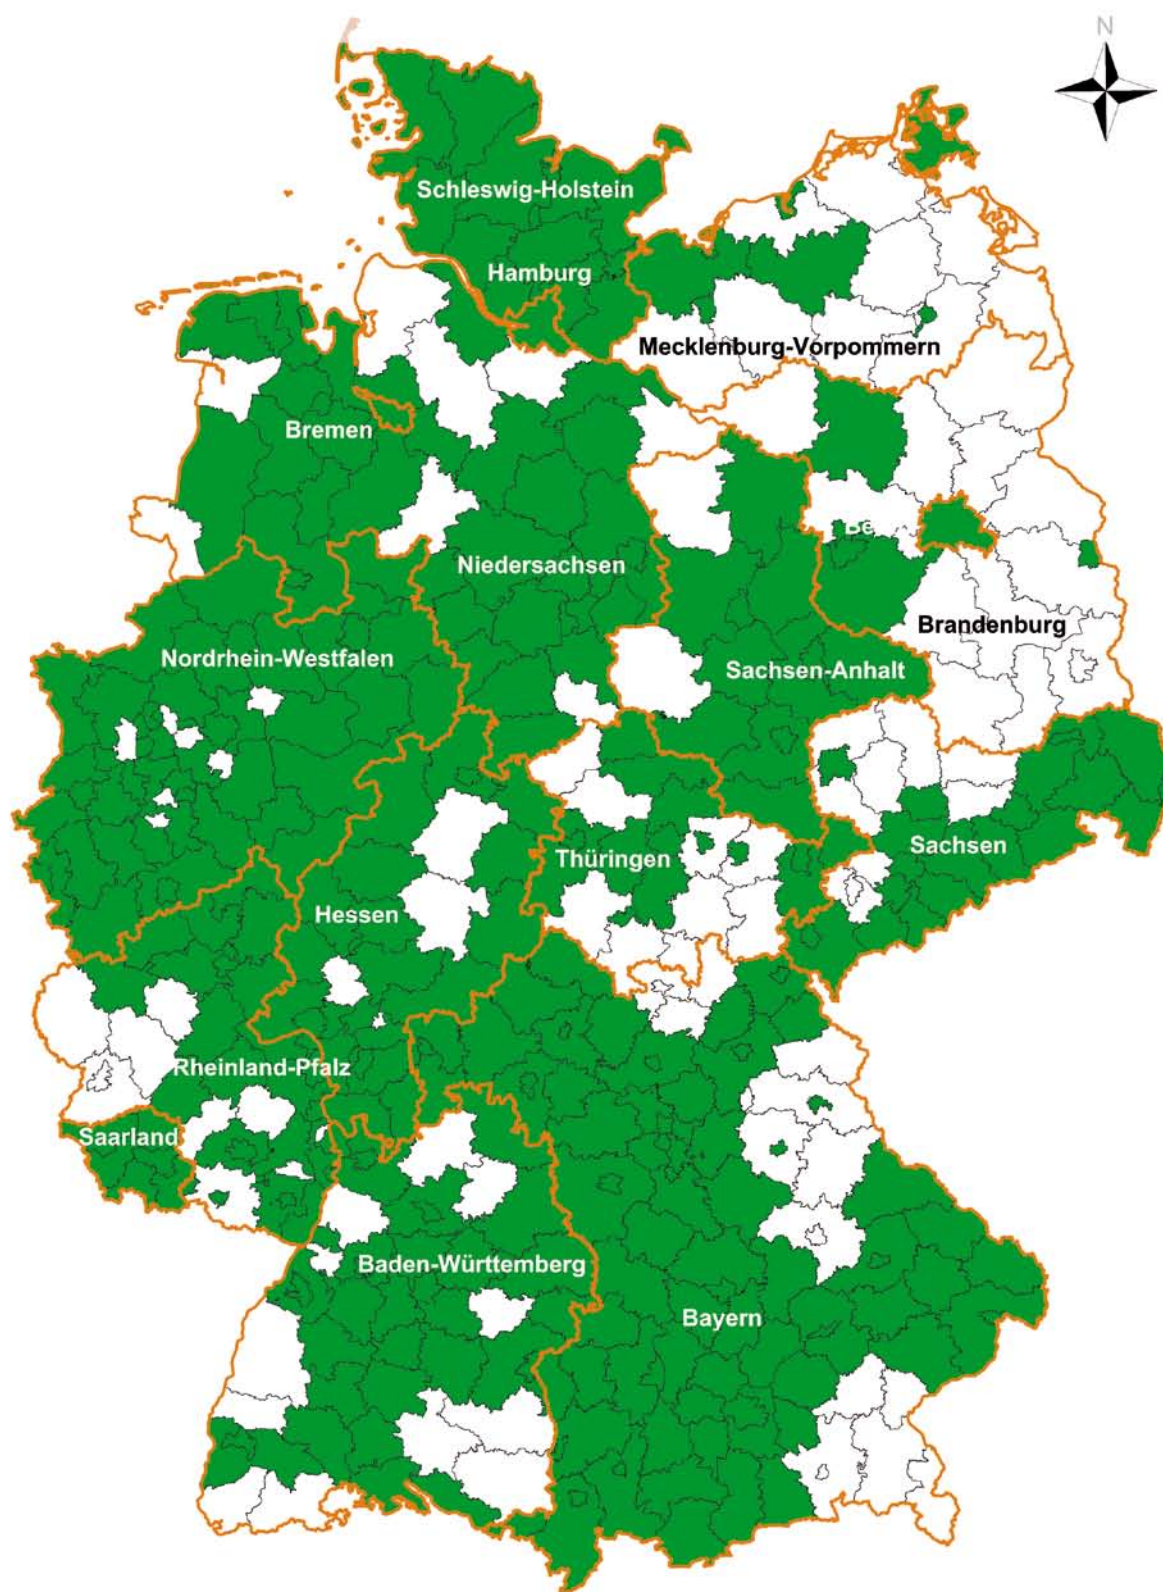 N
Schleswig-Holstein
Hamburg
Mecklenburg-Vorpommern
Bremen
Niedersachsen
Brandenburg
Nordrhein-Westfalen
Sachsen-Anhalt
Thüringen
Sachsen
Hessen
Rheinland-Pfalz
Saarland
Baden-Württemberg
Bayern